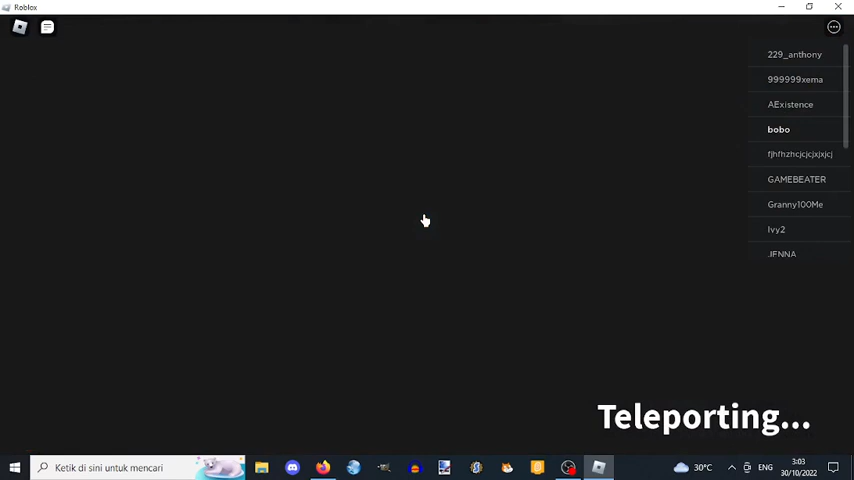 Roblox
229_anthony
999999xema
AExistence
bobo
fjhfhzhcjcjcjxjxjcj
GAMEBEATER
Granny100Me
Ivy2
JENNA
Teleporting...
Ketik di sini untuk mencari
30°C
ENG
3:03
30/10/2022